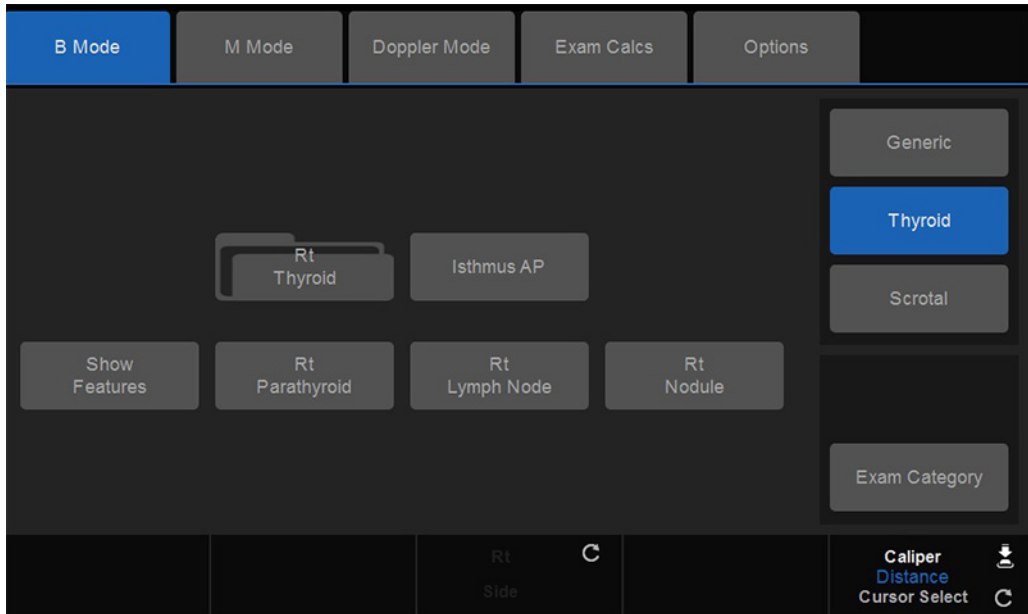 B Mode
M Mode
Doppler Mode
Exam Calcs
Options
Generic
Thyroid
Scrotal
Rt
Thyroid
Isthmus AP
Show
Features
Rt
Parathyroid
Rt
Lymph Node
Rt
Nodule
Exam Category
Rt
Side
Caliper
Distance
Cursor Select